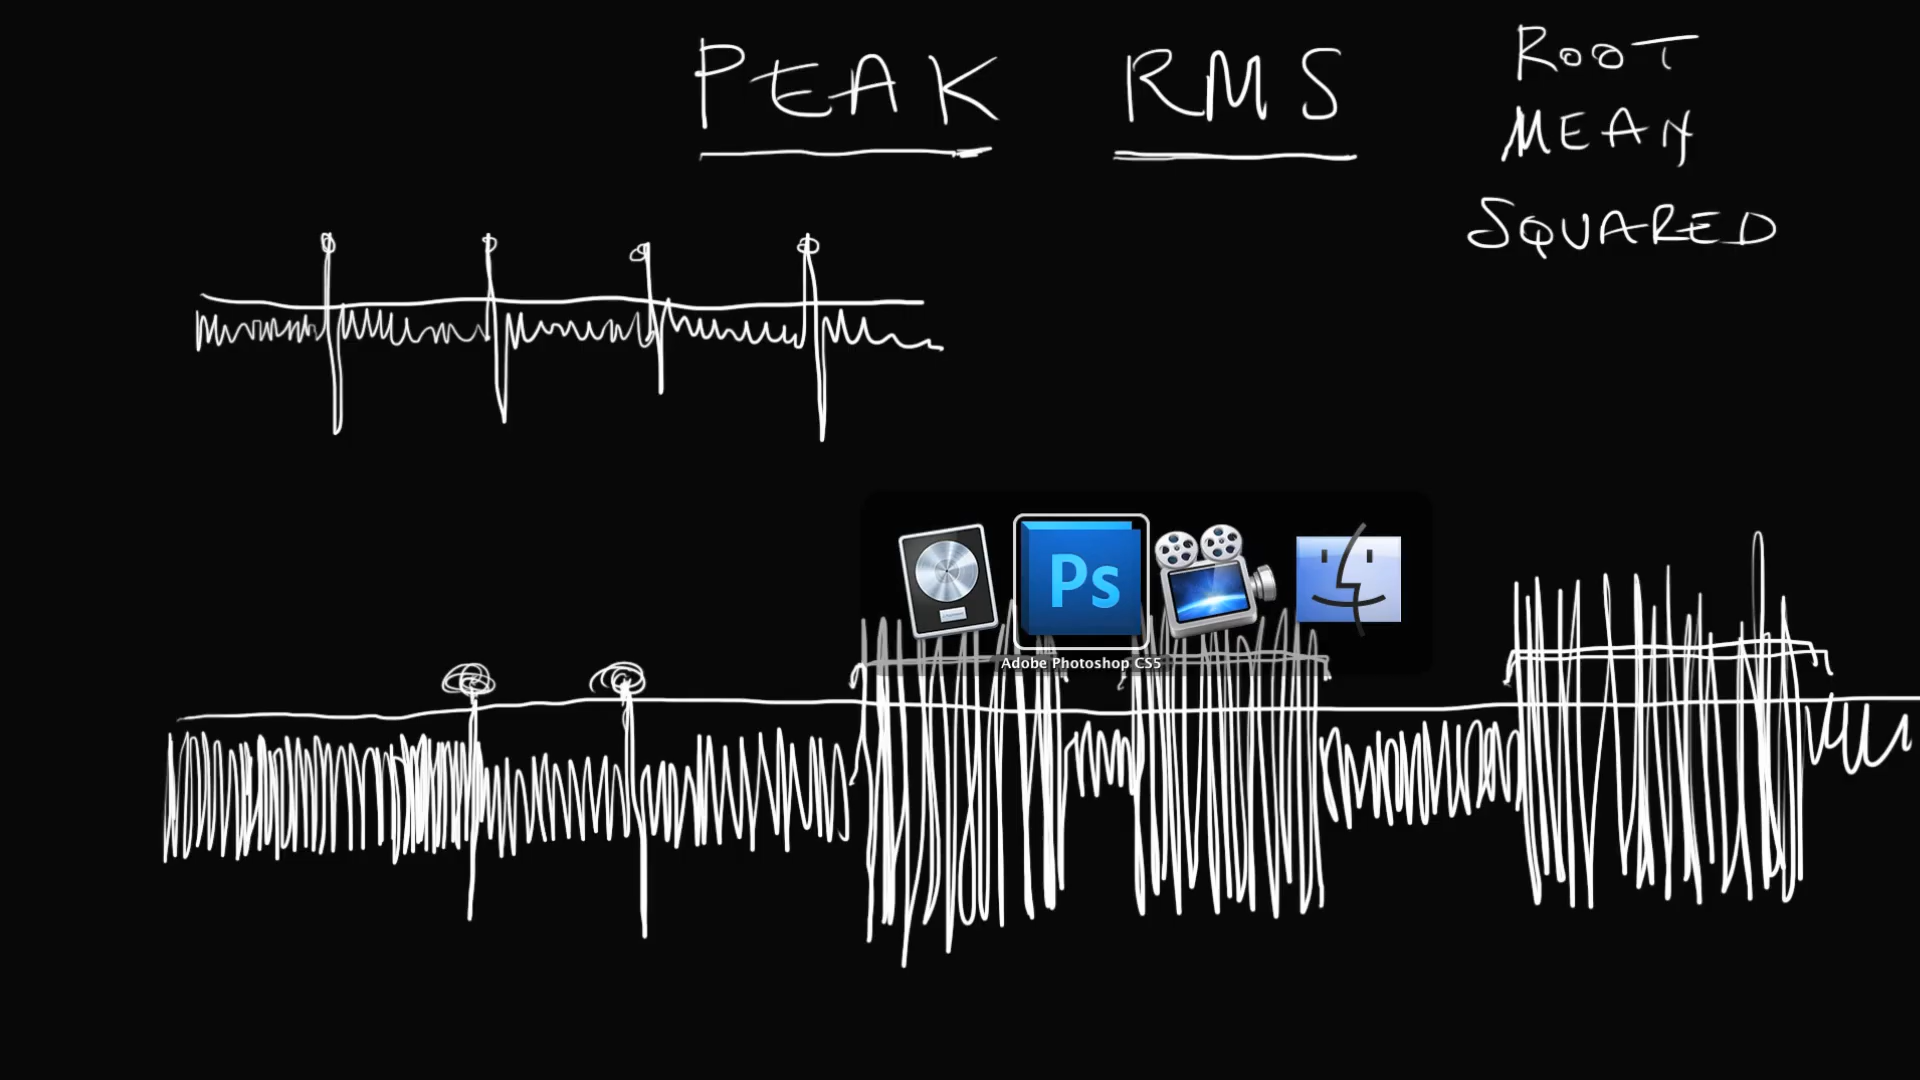 PEAK RMS
ROOT
MEAN
SQUARED
Ps
Adobe Photoshop CS5